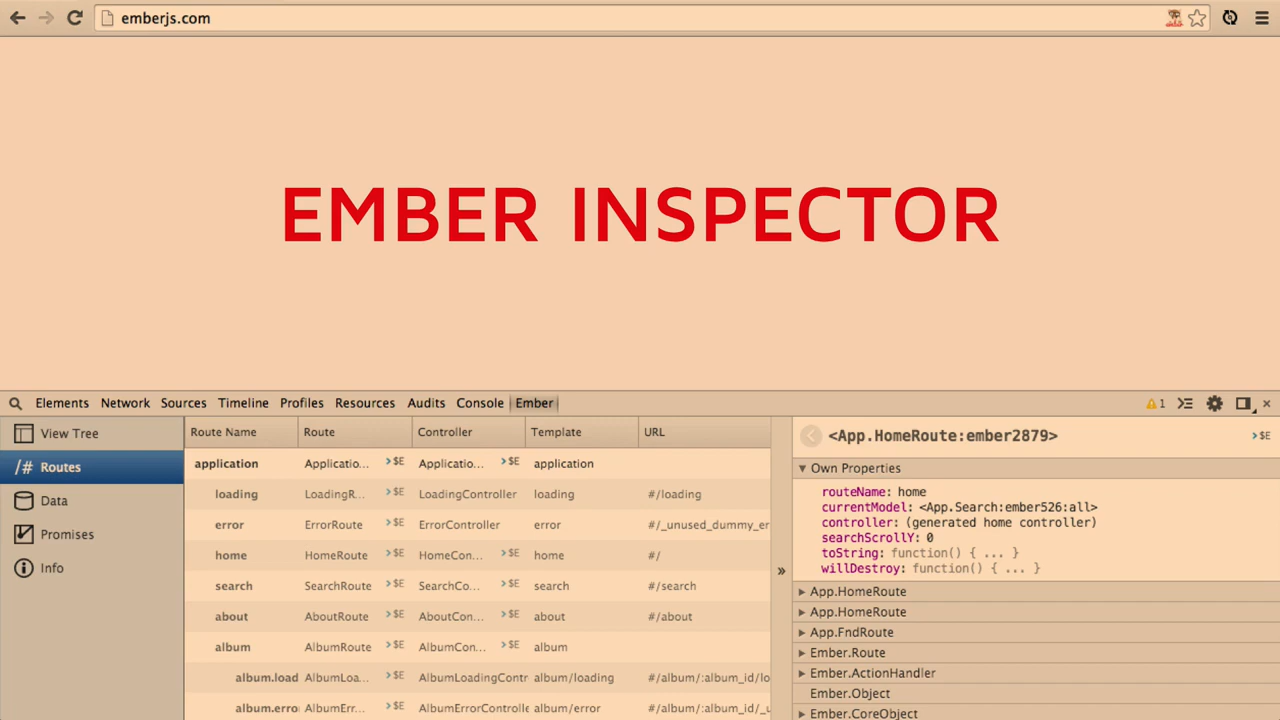 emberjs.com
EMBER INSPECTOR
Elements Network Sources Timeline Profiles Resources Audits Console Ember 1
View Tree
/# Routes
Data
Promises
Info
Route Name Route Controller Template URL
application Applicatio... >$E Applicatio... >$E application
loading LoadingR... >$E LoadingController loading #/loading
error ErrorRoute >$E ErrorController error #/_unused_dummy_er
home HomeRoute >$E HomeCon... >$E home #/
search SearchRoute >$E SearchCo... >$E search #/search
about AboutRoute >$E AboutCon... >$E about #/about
album AlbumRoute >$E AlbumCon... >$E album
album.load AlbumLoa... >$E AlbumLoadingContr album/loading #/album/:album_id/lo
album.erro AlbumErr... >$E AlbumErrorControlle album/error #/album/:album_id/_u
»
<App.HomeRoute:ember2879> >$E
Own Properties
routeName: home
currentModel: <App.Search:ember526:all>
controller: (generated home controller)
searchScrollY: 0
toString: function() { ... }
willDestroy: function() { ... }
App.HomeRoute
App.HomeRoute
App.FndRoute
Ember.Route
Ember.ActionHandler
Ember.Object
Ember.CoreObject